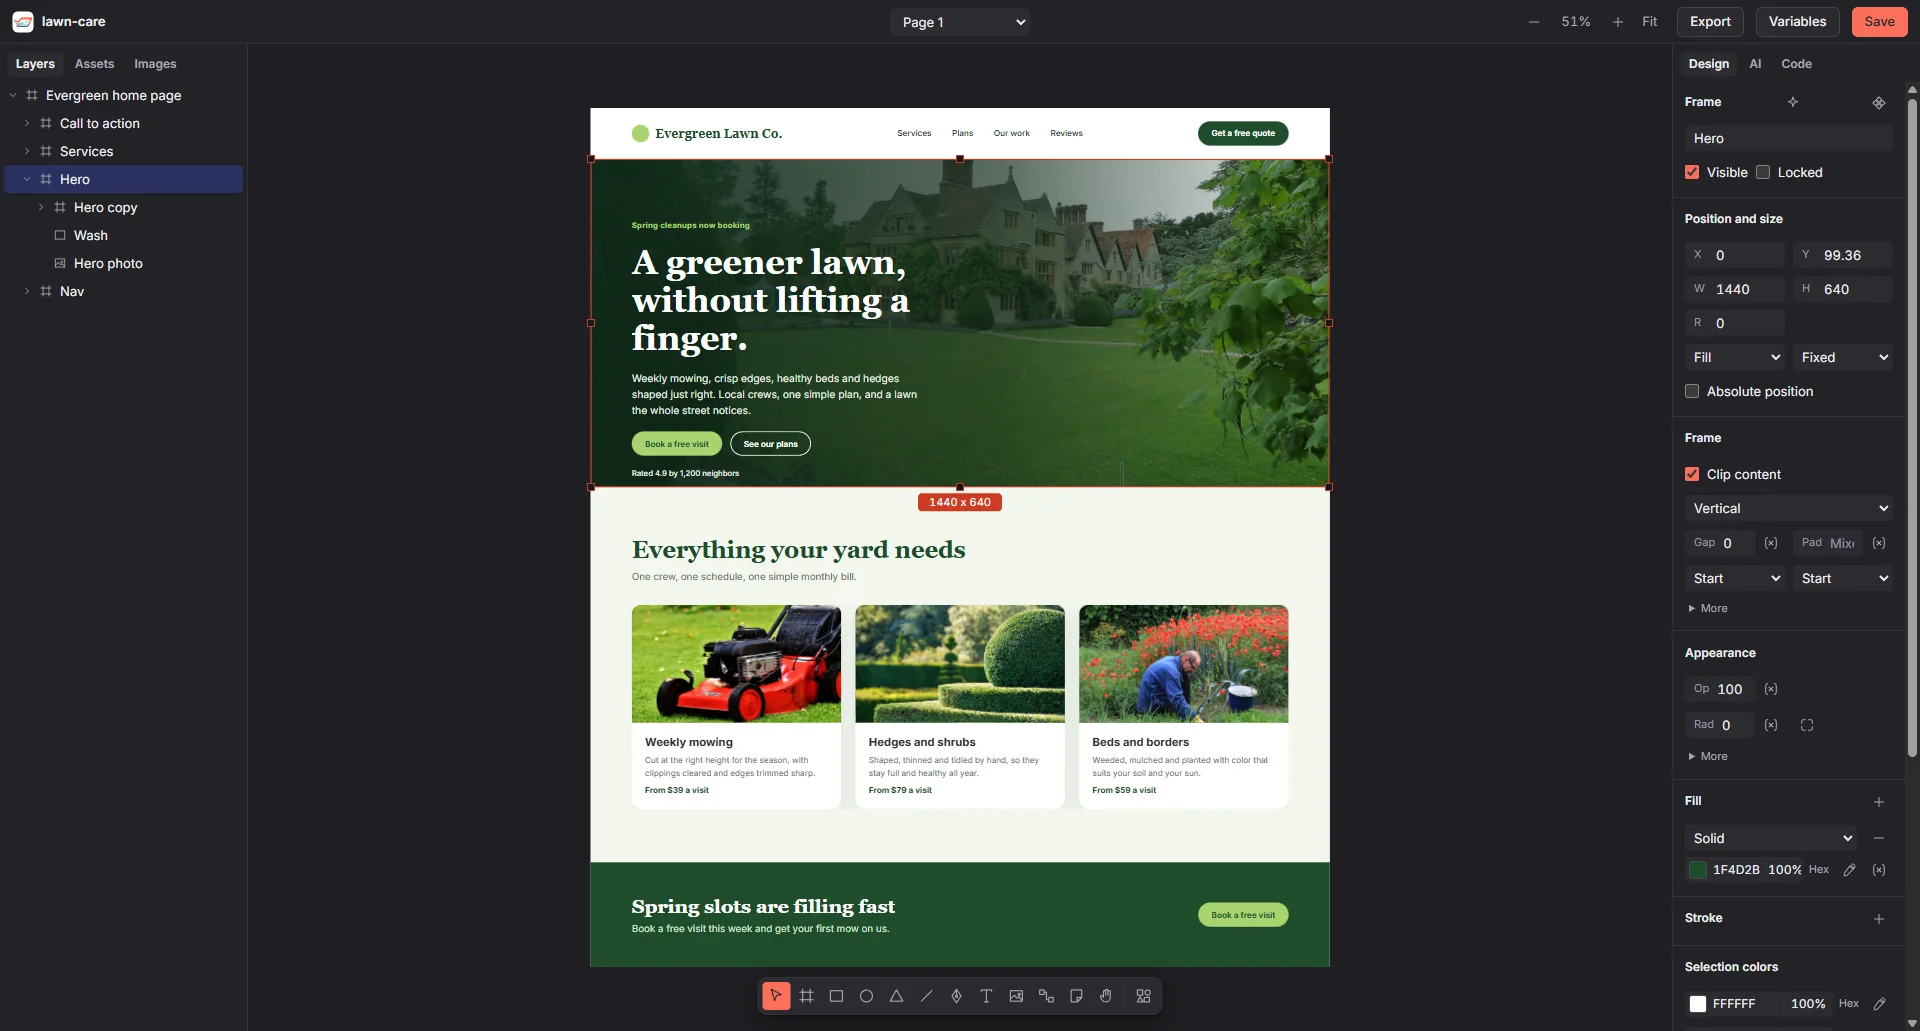 lawn-care
Page 1
51%
Fit
Export
Variables
Save
Layers
Assets
Images
Evergreen home page
Call to action
Services
Hero
Hero copy
Wash
Hero photo
Nav
Evergreen Lawn Co.
Services
Plans
Our work
Reviews
Get a free quote
Spring cleanups now booking
A greener lawn,
without lifting a
finger.
Weekly mowing, crisp edges, healthy beds and hedges
shaped just right. Local crews, one simple plan, and a lawn
the whole street notices.
Book a free visit
See our plans
Rated 4.9 by 1,200 neighbors
1440 x 640
Everything your yard needs
One crew, one schedule, one simple monthly bill.
Weekly mowing
Cut at the right height for the season, with
clippings cleared and edges trimmed sharp.
From $39 a visit
Hedges and shrubs
Shaped, thinned and tidied by hand, so they
stay full and healthy all year.
From $79 a visit
Beds and borders
Weeded, mulched and planted with color that
suits your soil and your sun.
From $59 a visit
Spring slots are filling fast
Book a free visit this week and get your first mow on us.
Book a free visit
Design
AI
Code
Frame
Hero
Visible
Locked
Position and size
X 0
Y 99.36
W 1440
H 640
R 0
Fill
Fixed
Absolute position
Frame
Clip content
Vertical
Gap 0
Pad Mix
Start
Start
More
Appearance
Op 100
Rad 0
More
Fill
Solid
1F4D2B 100% Hex
Stroke
Selection colors
FFFFFF 100% Hex